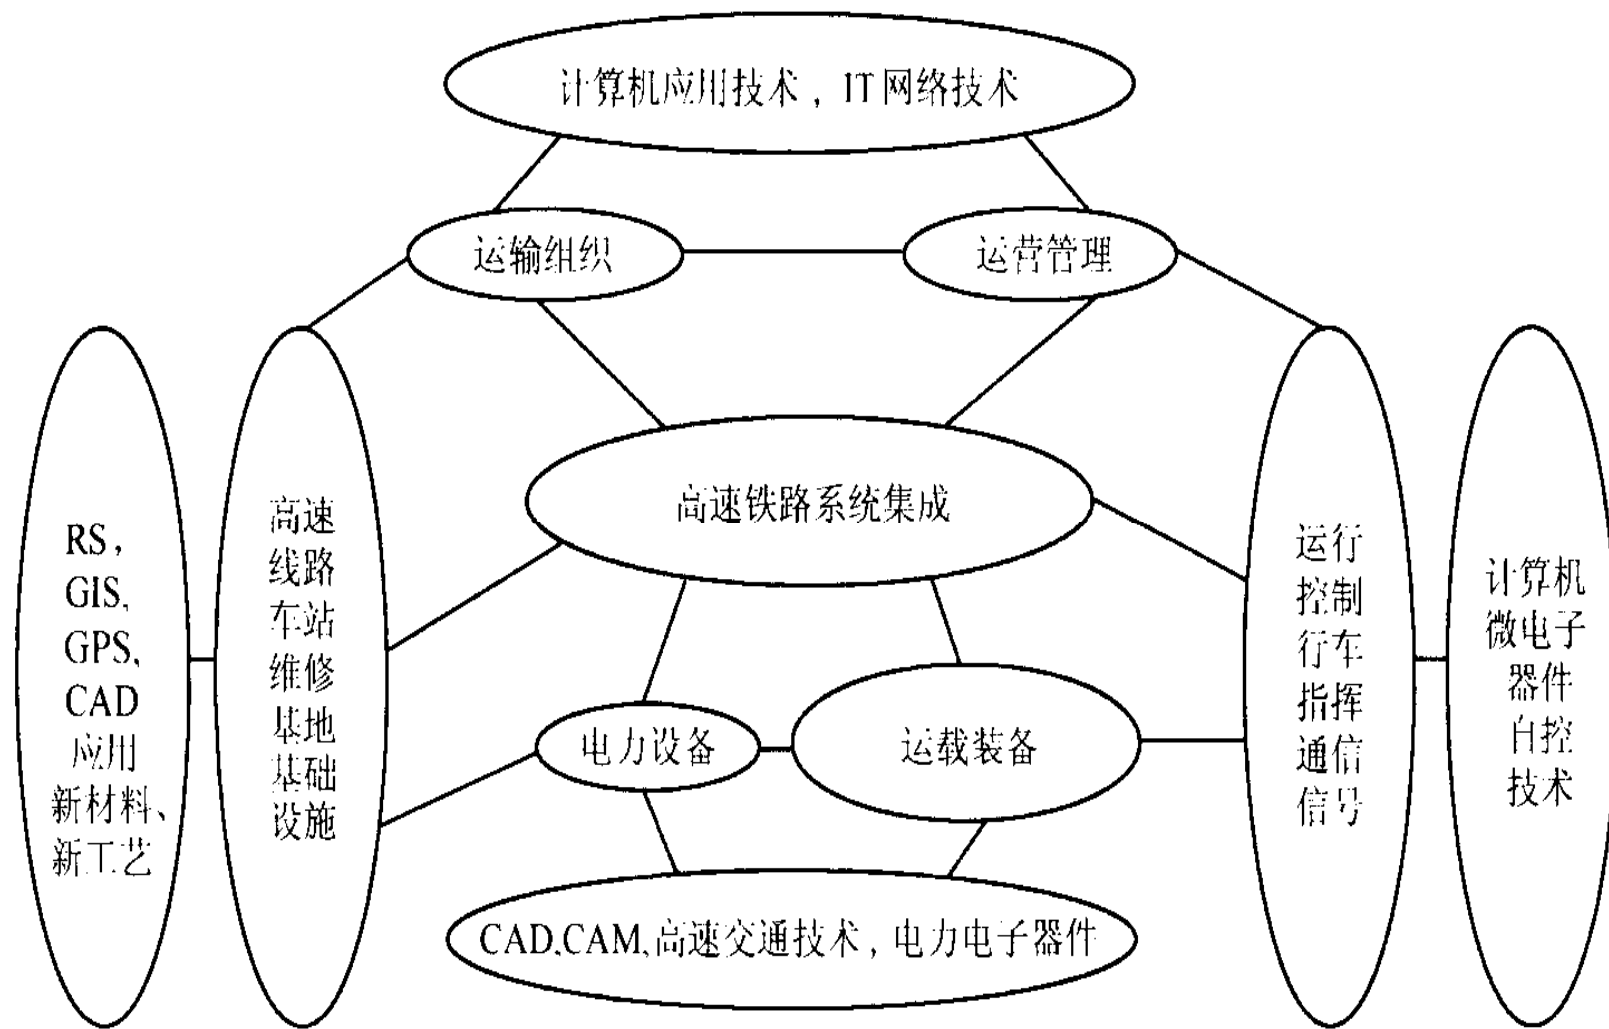 计算机应用技术，IT网络技术
运输组织
运营管理
高速铁路系统集成
RS，
GIS、
GPS、
CAD
应用
新材料、
新工艺
高速
线路
车站
维修
基地
基础
设施
运行
控制
行车
指挥
通信
信号
计算机
微电子
器件
自控
技术
电力设备
运载装备
CAD、CAM、高速交通技术，电力电子器件